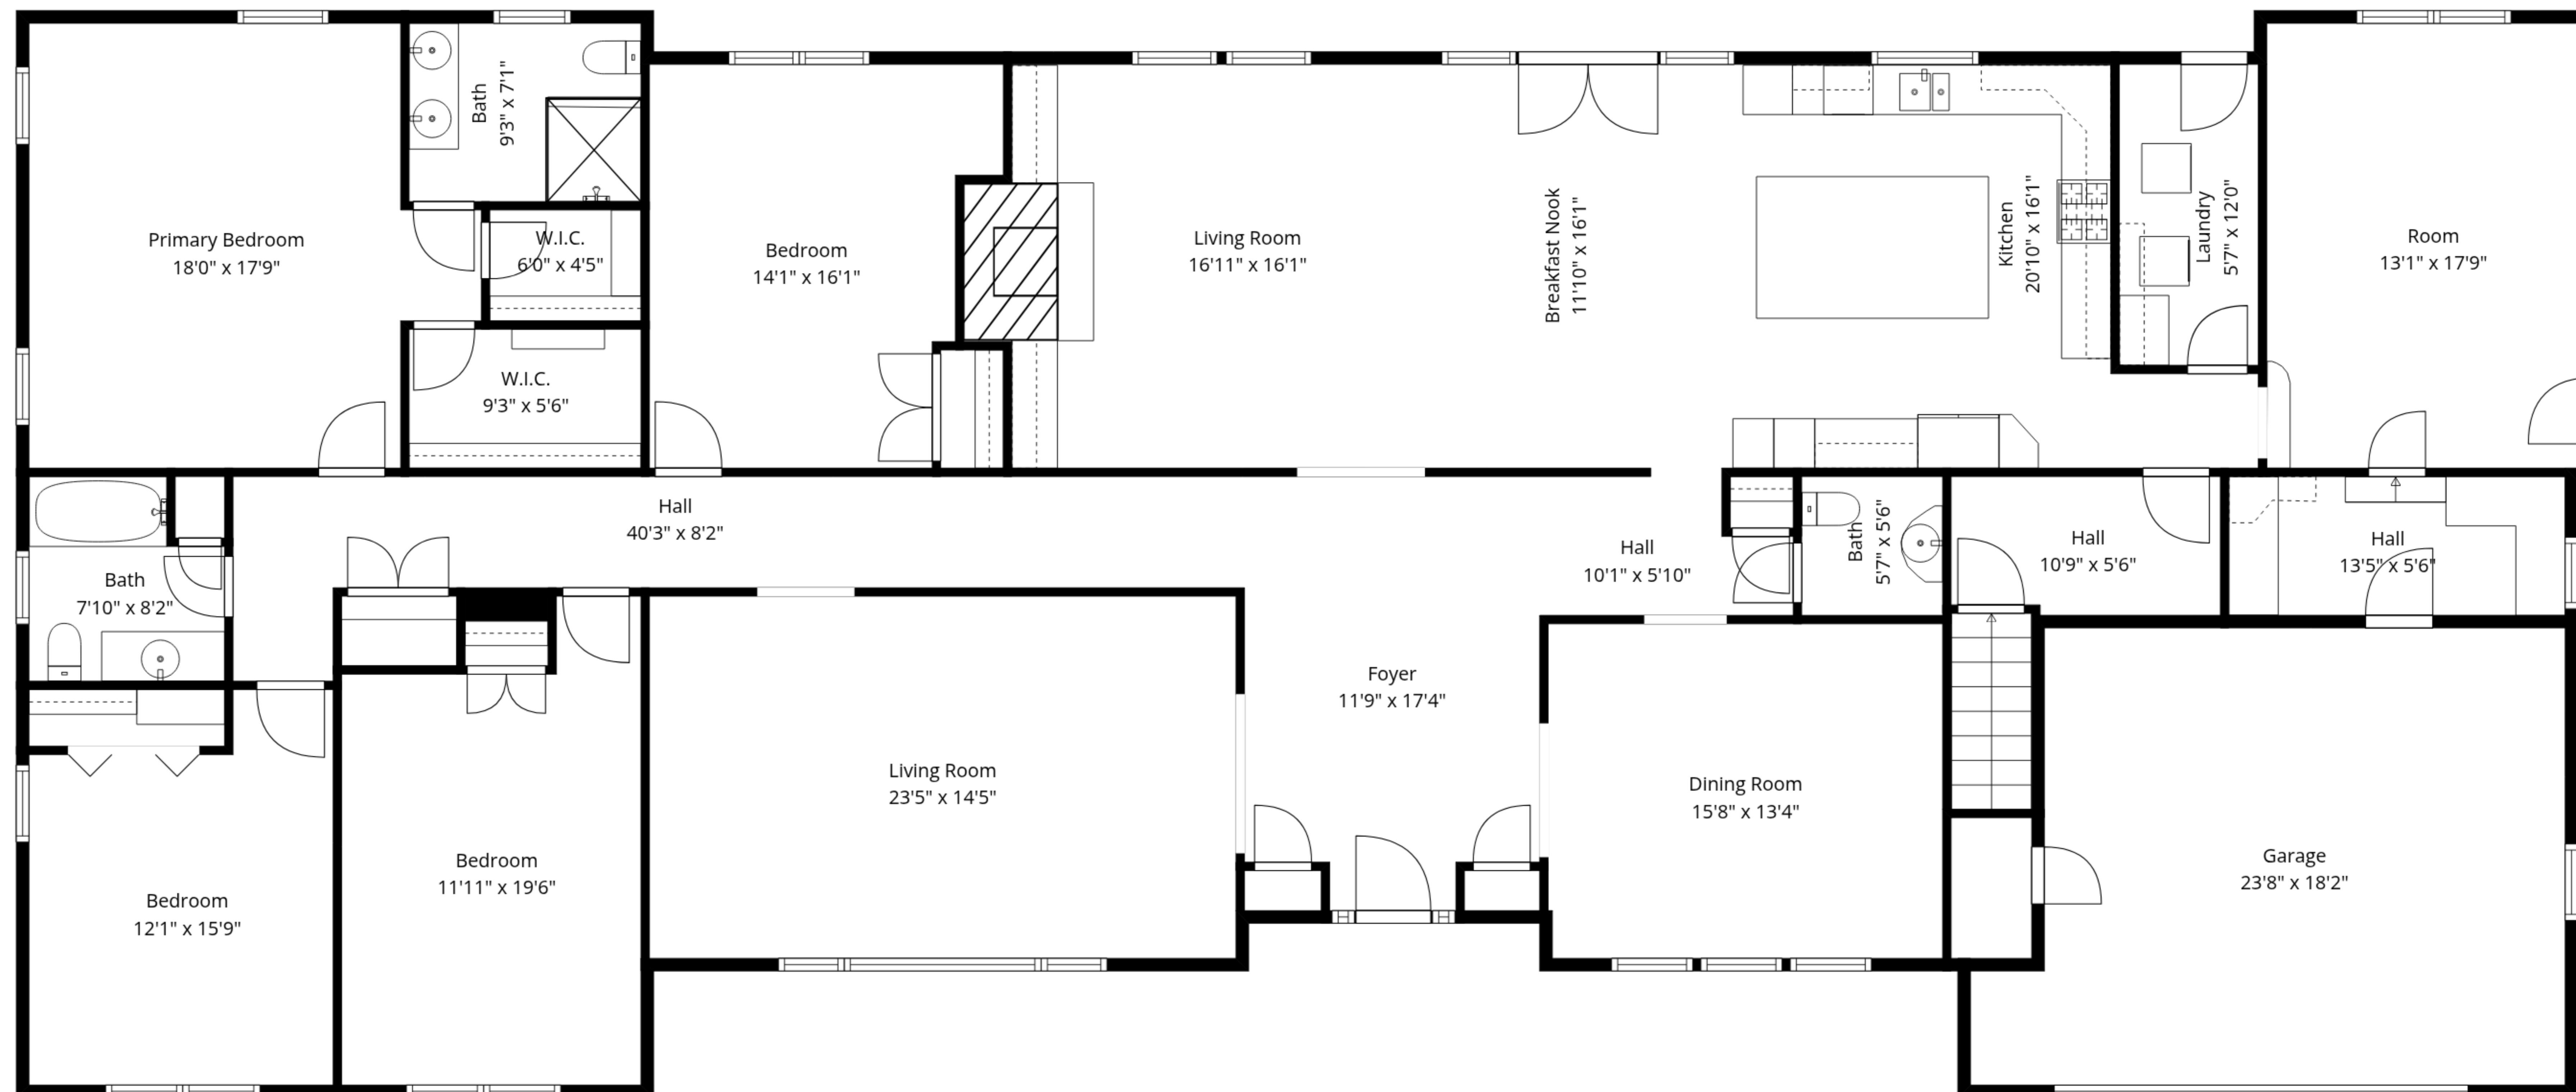 Bath
9'3" x 7'1"
Primary Bedroom
18'0" x 17'9"
W.I.C.
6'0" x 4'5"
Bedroom
14'1" x 16'1"
Living Room
16'11" x 16'1"
Breakfast Nook
11'10" x 16'1"
Kitchen
20'10" x 16'1"
Laundry
5'7" x 12'0"
Room
13'1" x 17'9"
W.I.C.
9'3" x 5'6"
Hall
40'3" x 8'2"
Hall
10'1" x 5'10"
Bath
5'7" x 5'6"
Hall
10'9" x 5'6"
Hall
13'5" x 5'6"
Bath
7'10" x 8'2"
Foyer
11'9" x 17'4"
Living Room
23'5" x 14'5"
Dining Room
15'8" x 13'4"
Bedroom
11'11" x 19'6"
Garage
23'8" x 18'2"
Bedroom
12'1" x 15'9"